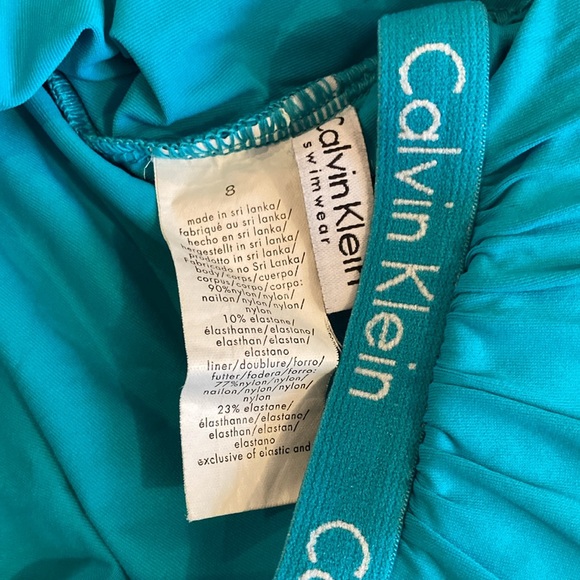 8
made in sri lanka/
fabriqué au sri lanka/
hecho en sri lanka/
hergestellt in sri lanka/
prodotto in sri lanka/
Fabricado no Sri Lanka/
body/corps/cuerpo/
corpus/corpo/corpo:
90%nylon/nylon/
nailon/nylon/nylon/
nylon
10% elastane/
élasthanne/elastano/
elasthan/elastan/
elastano
liner/doublure/forro/
futter/fodera/forro:
77%nylon/nylon/
nailon/nylon/nylon/
nylon
23% elastane/
élasthanne/elastano/
elasthan/elastan/
elastano
exclusive of elastic and
Calvin Klein
swimwear
Calvin Klein
Ca